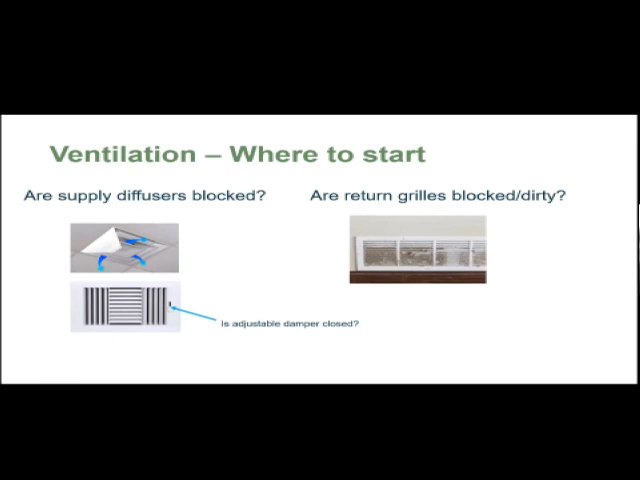 Ventilation – Where to start
Are supply diffusers blocked?
Are return grilles blocked/dirty?
Is adjustable damper closed?